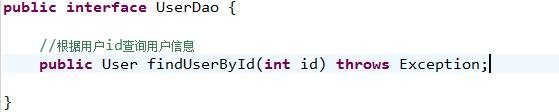 public interface UserDao {
//根据用户id查询用户信息
public User findUserById(int id) throws Exception;
}